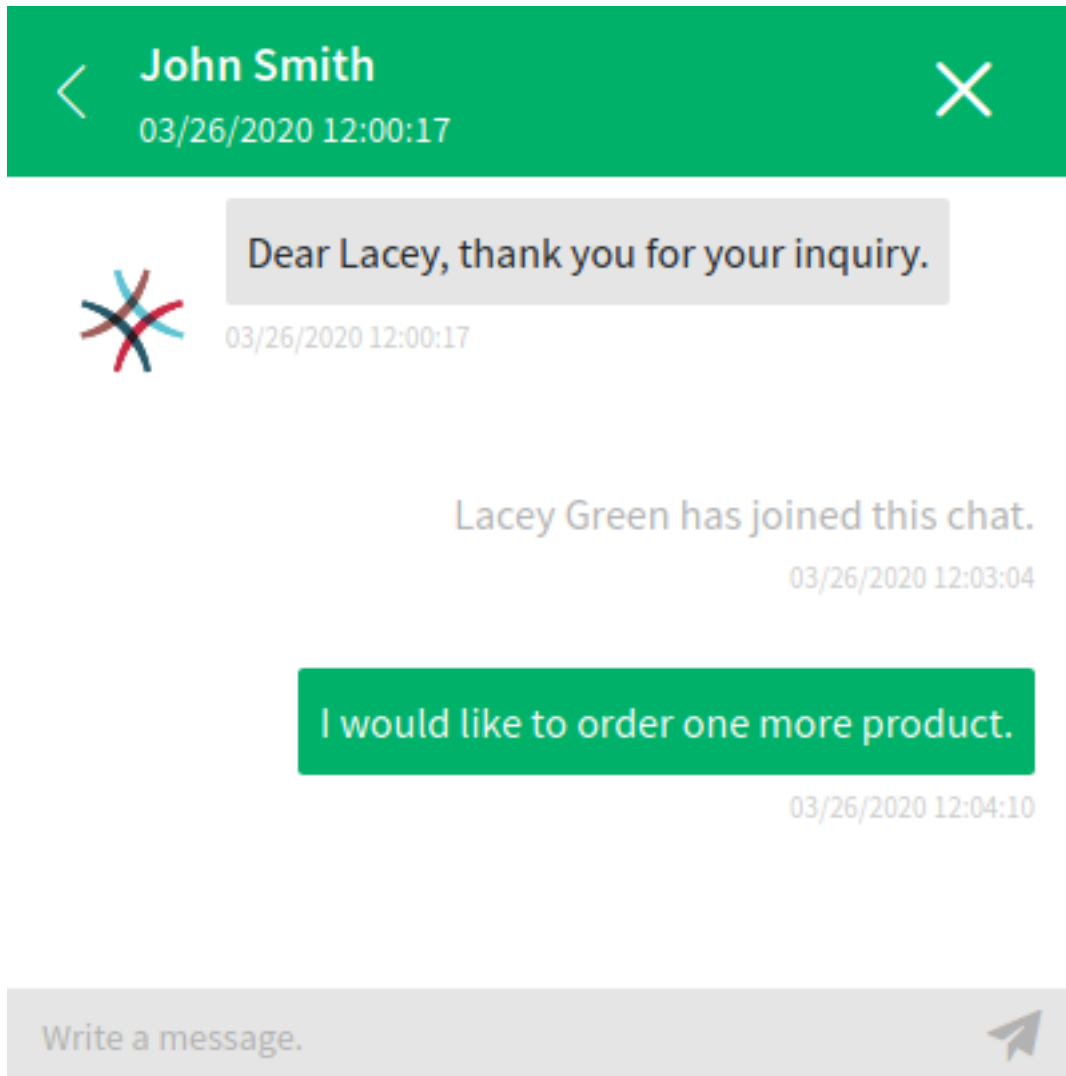 John Smith
03/26/2020 12:00:17
Dear Lacey, thank you for your inquiry.
03/26/2020 12:00:17
Lacey Green has joined this chat.
03/26/2020 12:03:04
I would like to order one more product.
03/26/2020 12:04:10
Write a message.